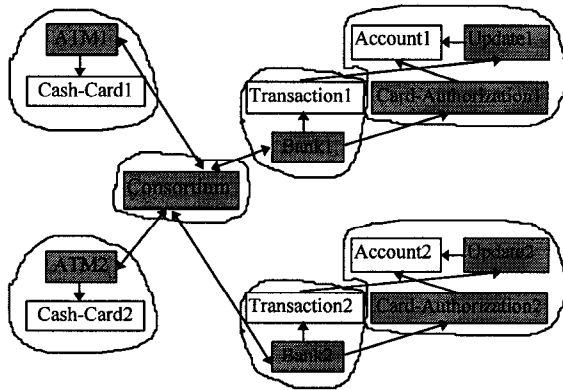 ATM1
Cash-Card1
Account1
Update1
Transaction1
Card-Authorization1
Bank1
Consortium
ATM2
Cash-Card2
Account2
Update2
Transaction2
Card-Authorization2
Bank2